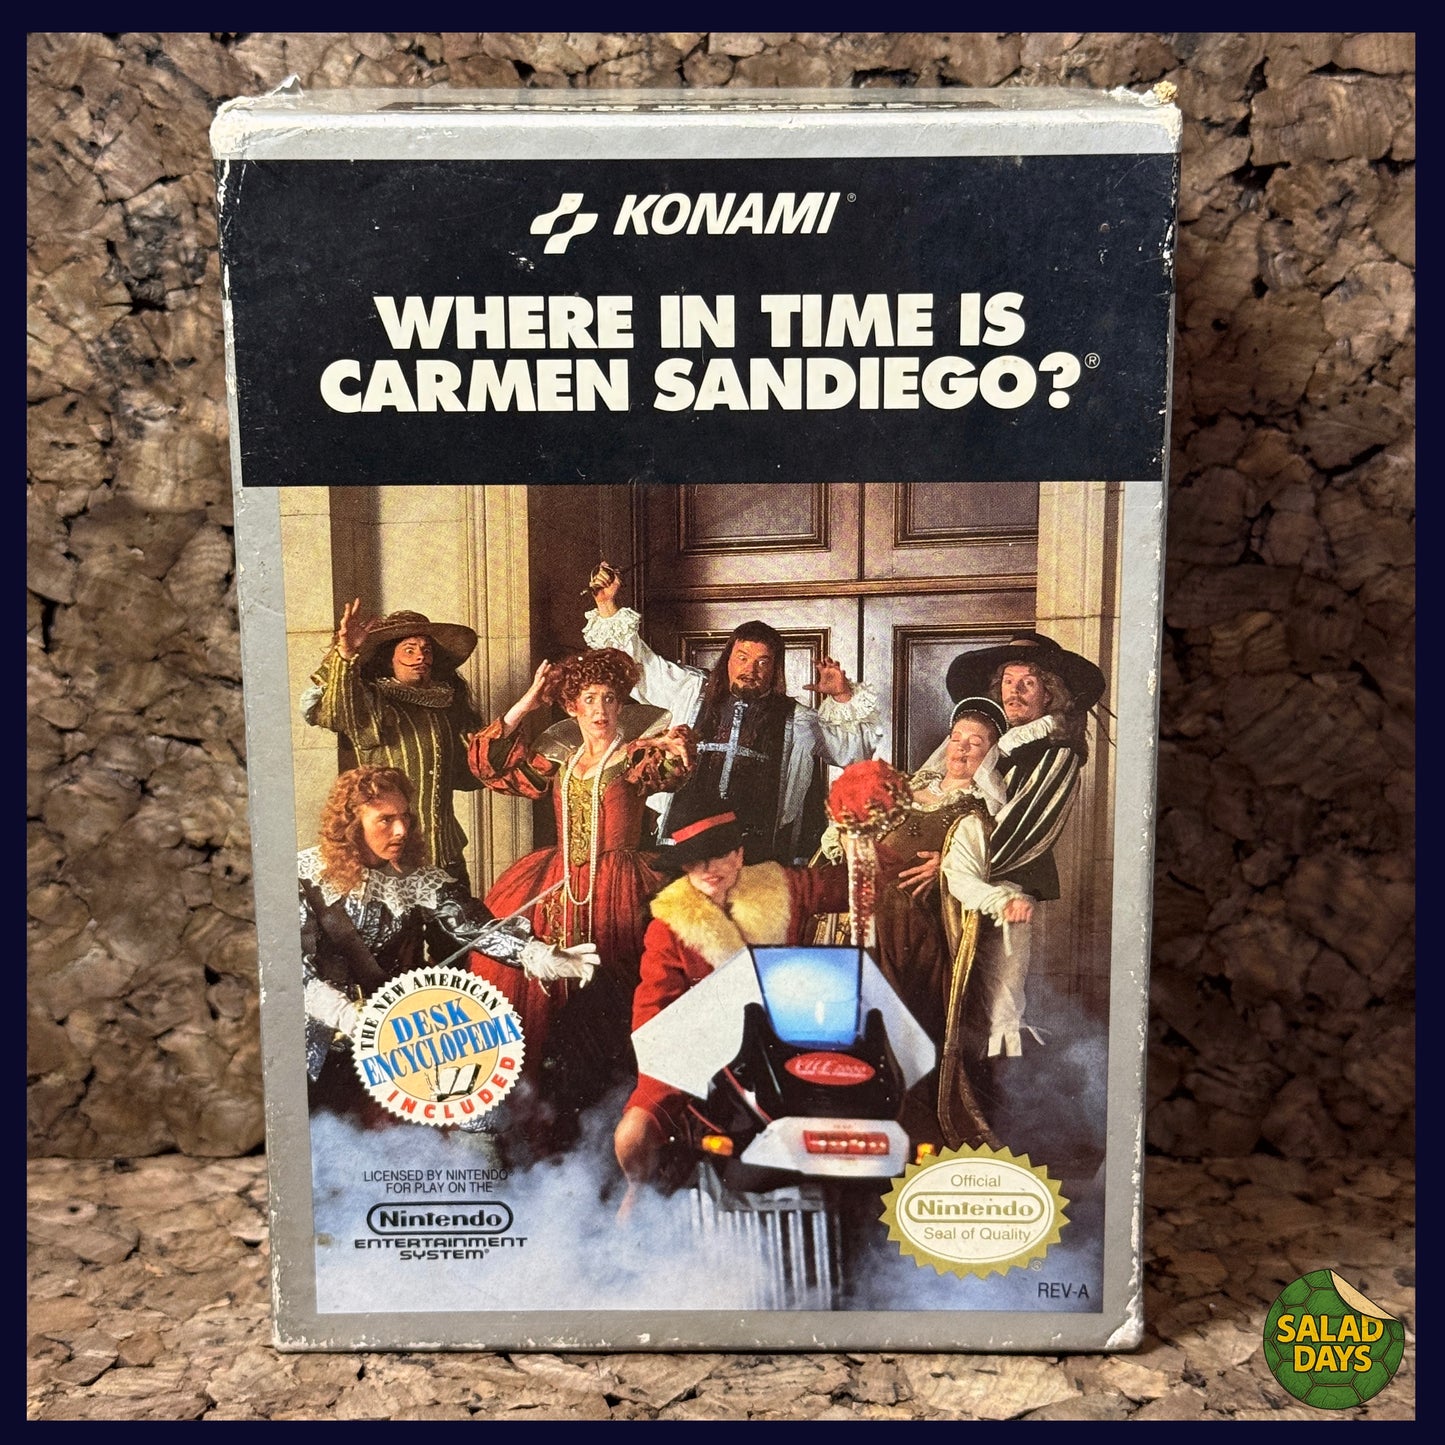 KONAMI®
WHERE IN TIME IS
CARMEN SANDIEGO?®
THE NEW AMERICAN
DESK
ENCYCLOPEDIA
INCLUDED
LICENSED BY NINTENDO®
FOR PLAY ON THE
Nintendo
ENTERTAINMENT
SYSTEM®
Official
Nintendo
Seal of Quality
®
REV-A
SALAD
DAYS